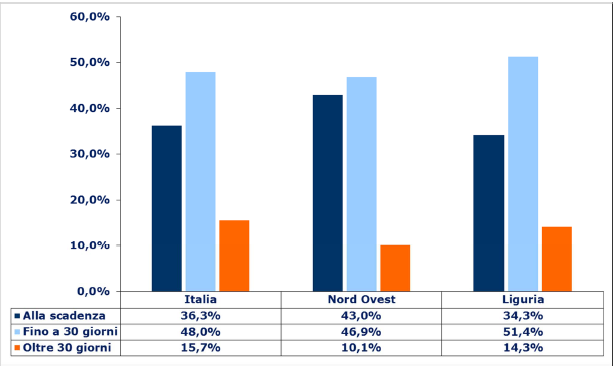 60,0%
50,0%
40,0%
30,0%
20,0%
10,0%
0,0%
Italia Nord Ovest Liguria
Alla scadenza 36,3% 43,0% 34,3%
Fino a 30 giorni 48,0% 46,9% 51,4%
Oltre 30 giorni 15,7% 10,1% 14,3%